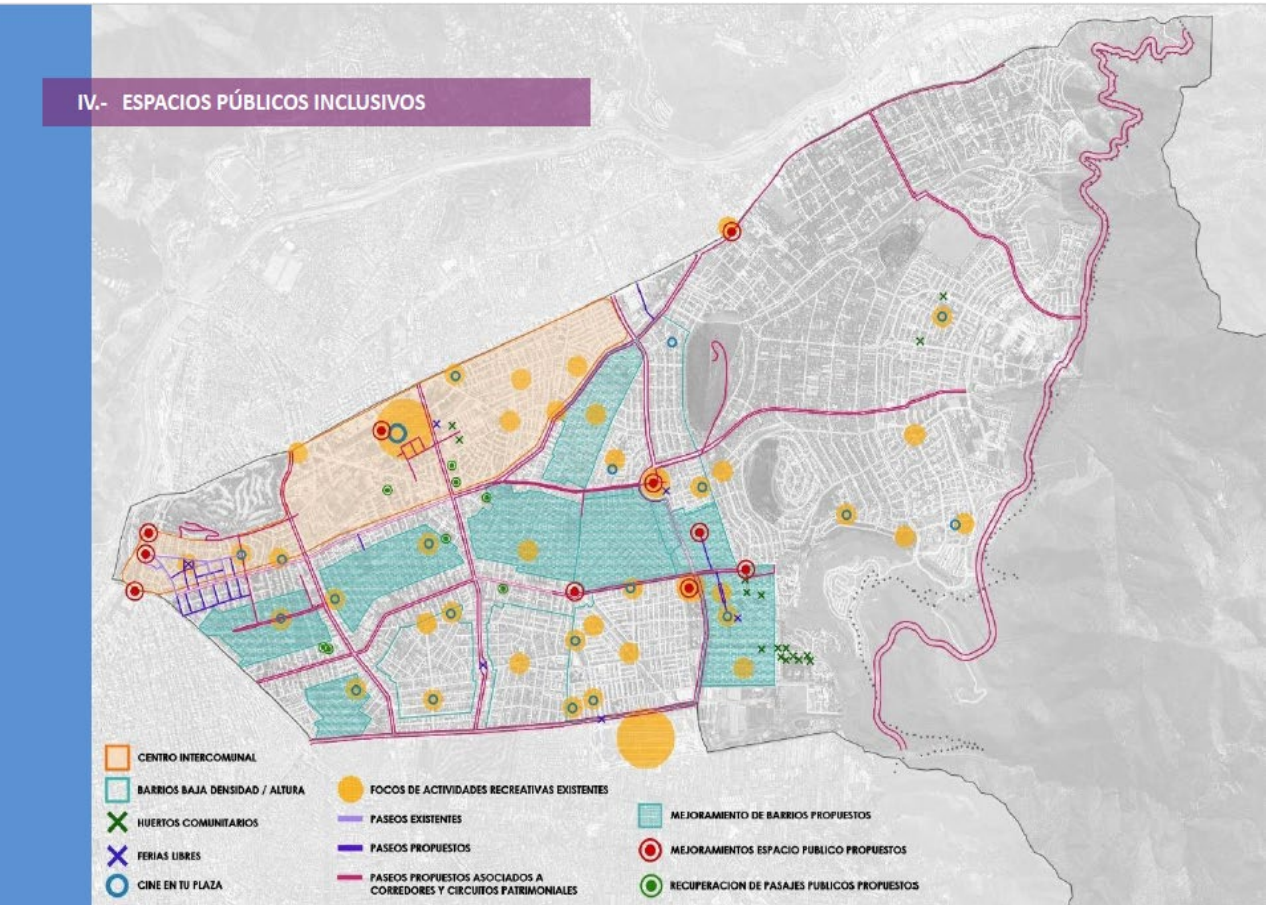 IV.- ESPACIOS PÚBLICOS INCLUSIVOS
CENTRO INTERCOMUNAL
BARRIOS BAJA DENSIDAD / ALTURA
HUERTOS COMUNITARIOS
FERIAS LIBRES
CINE EN TU PLAZA
FOCOS DE ACTIVIDADES RECREATIVAS EXISTENTES
PASEOS EXISTENTES
PASEOS PROPUESTOS
PASEOS PROPUESTOS ASOCIADOS A
CORREDORES Y CIRCUITOS PATRIMONIALES
MEJORAMIENTO DE BARRIOS PROPUESTOS
MEJORAMIENTOS ESPACIO PUBLICO PROPUESTOS
RECUPERACION DE PASAJES PUBLICOS PROPUESTOS